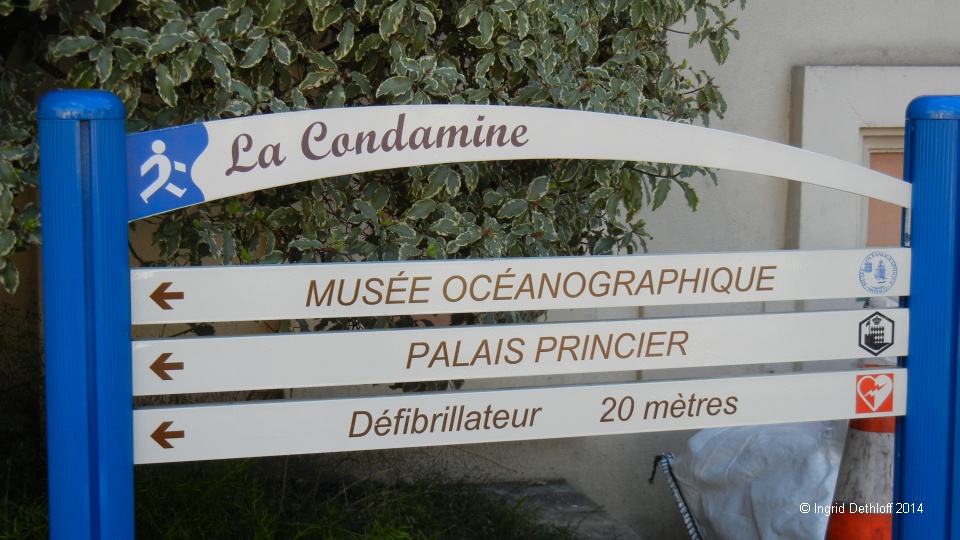 La Condamine
MUSÉE OCÉANOGRAPHIQUE
PALAIS PRINCIER
Défibrillateur 20 mètres
© Ingrid Dethloff 2014